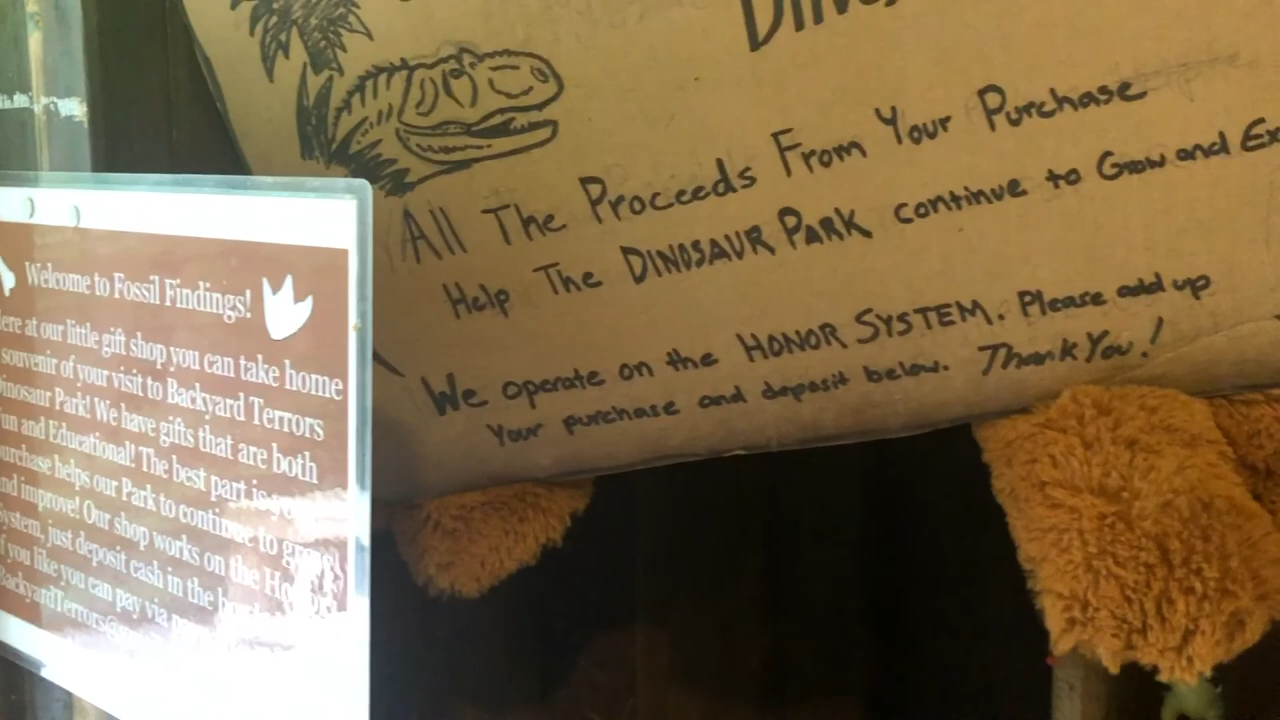 All The Proceeds From Your Purchase
Help The DINOSAUR PARK continue to Grow and
We operate on the HONOR SYSTEM. Please add up
Your purchase and deposit below. Thank You!
Welcome to Fossil Findings!
at our little gift shop you can take home
souvenir of your visit to Backyard Terrors
Dinosaur Park! We have gifts that are both
and Educational! The best part is
purchase helps our Park to continue to
and improve! Our shop works on the
System, just deposit cash in the
if you like you can pay via